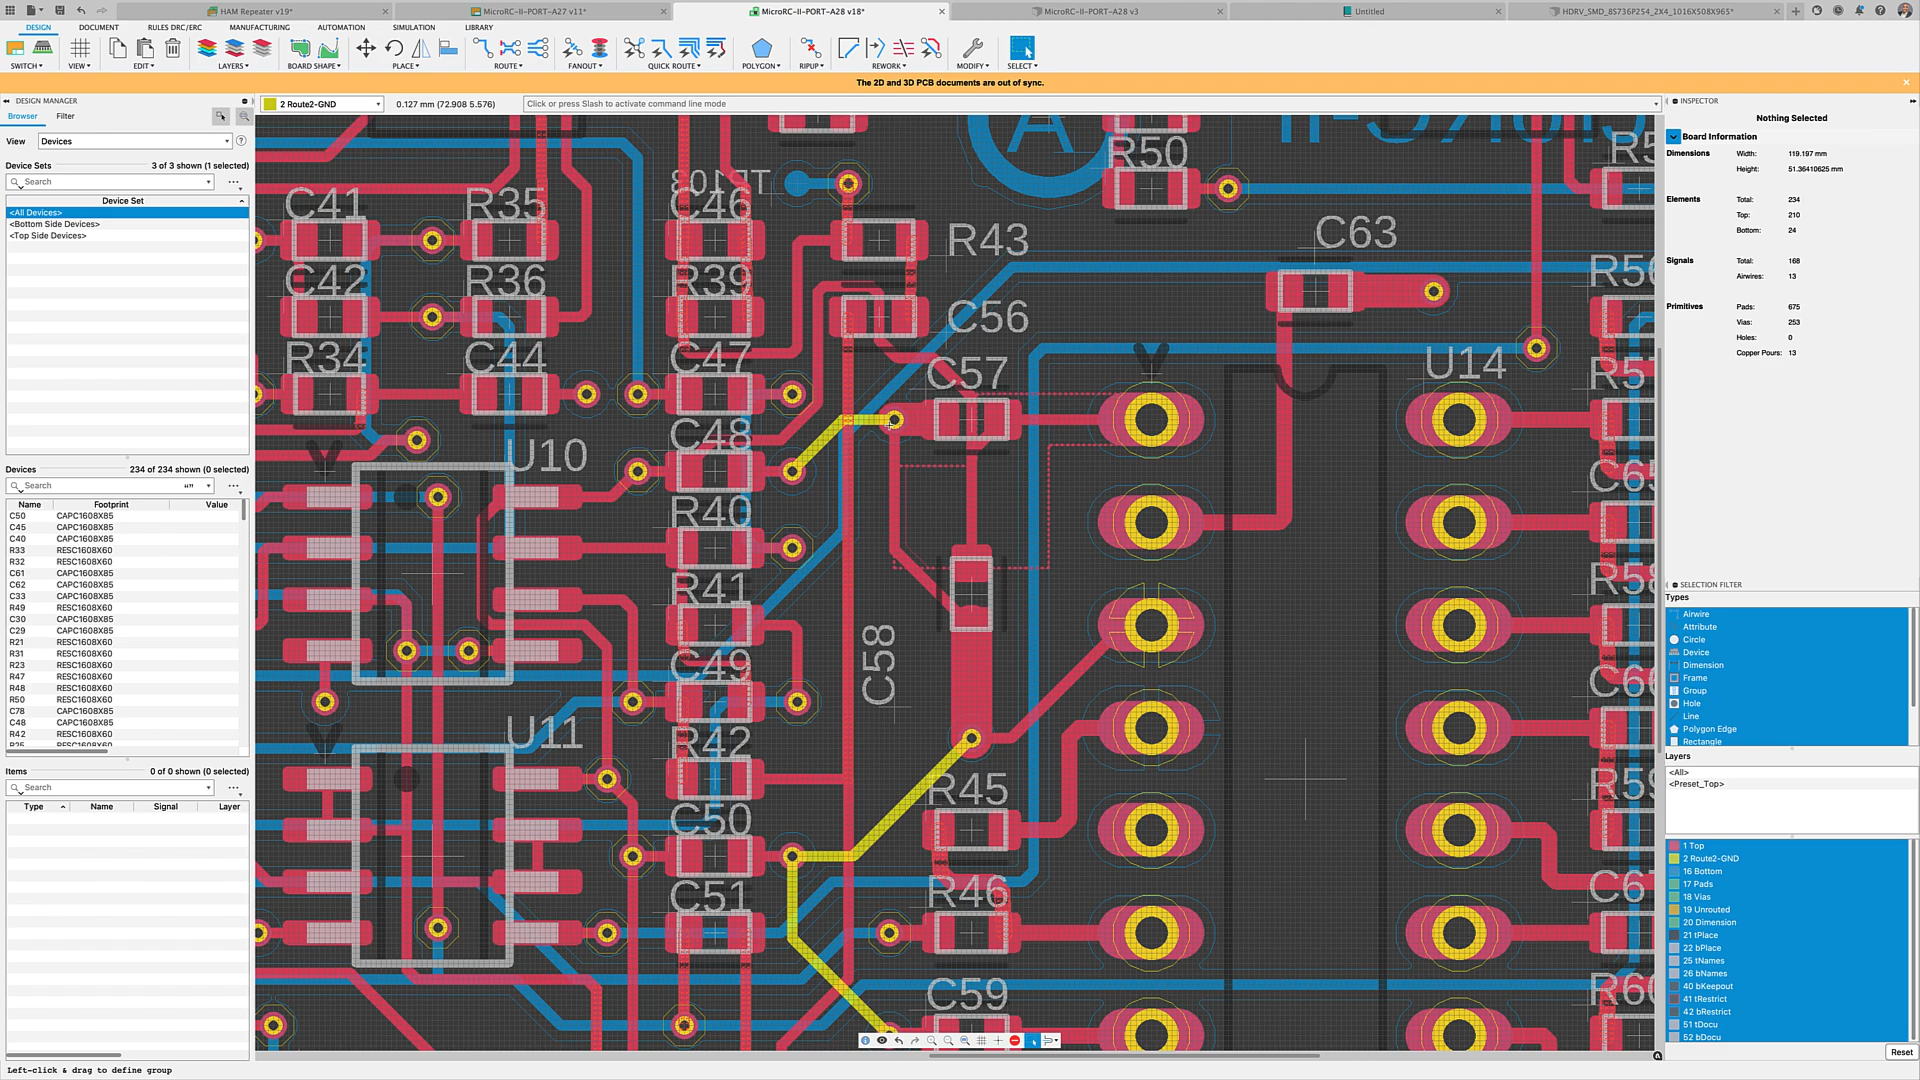 HAM Repeater v19*
MicroRC-II-PORT-A27 v11*
MicroRC-II-PORT-A28 v18*
MicroRC-II-PORT-A28 v3
Untitled
HDRV_SMD_8S736P254_2X4_1016X508X965*
DESIGN
DOCUMENT
RULES DRC/ERC
MANUFACTURING
AUTOMATION
SIMULATION
LIBRARY
SWITCH
VIEW
EDIT
LAYERS
BOARD SHAPE
PLACE
ROUTE
FANOUT
QUICK ROUTE
POLYGON
RIPUP
REWORK
MODIFY
SELECT
The 2D and 3D PCB documents are out of sync.
DESIGN MANAGER
Browser
Filter
View
Devices
Device Sets
3 of 3 shown (1 selected)
Search
Device Set
<All Devices>
<Bottom Side Devices>
<Top Side Devices>
Devices
234 of 234 shown (0 selected)
Search
Name Footprint Value
C50 CAPC1608X85
C45 CAPC1608X85
C40 CAPC1608X85
R33 RESC1608X60
R32 RESC1608X60
C61 CAPC1608X85
C62 CAPC1608X85
C33 CAPC1608X85
R49 RESC1608X60
C30 CAPC1608X85
C29 CAPC1608X85
R21 RESC1608X60
R31 RESC1608X60
R23 RESC1608X60
R47 RESC1608X60
R48 RESC1608X60
R50 RESC1608X60
C78 CAPC1608X85
C48 CAPC1608X85
R42 RESC1608X60
R25 RESC1608X60
Items
0 of 0 shown (0 selected)
Search
Type Name Signal Layer
Left-click & drag to define group
2 Route2-GND
0.127 mm (72.908 5.576)
Click or press Slash to activate command line mode
A
R50
C41
R35
C46
R43
C63
C42
R36
R39
C56
R34
C44
C47
C57
U14
U10
C48
R40
R41
C58
C49
U11
R42
R45
C50
C51
R46
C59
INSPECTOR
Nothing Selected
Board Information
Dimensions Width: 119.197 mm
Height: 51.36410625 mm
Elements Total: 234
Top: 210
Bottom: 24
Signals Total: 168
Airwires: 13
Primitives Pads: 675
Vias: 253
Holes: 0
Copper Pours: 13
SELECTION FILTER
Types
Airwire
Attribute
Circle
Device
Dimension
Frame
Group
Hole
Line
Polygon Edge
Rectangle
Layers
<All>
<Preset_Top>
1 Top
2 Route2-GND
16 Bottom
17 Pads
18 Vias
19 Unrouted
20 Dimension
21 tPlace
22 bPlace
25 tNames
26 bNames
40 bKeepout
41 tRestrict
42 bRestrict
51 tDocu
52 bDocu
Reset